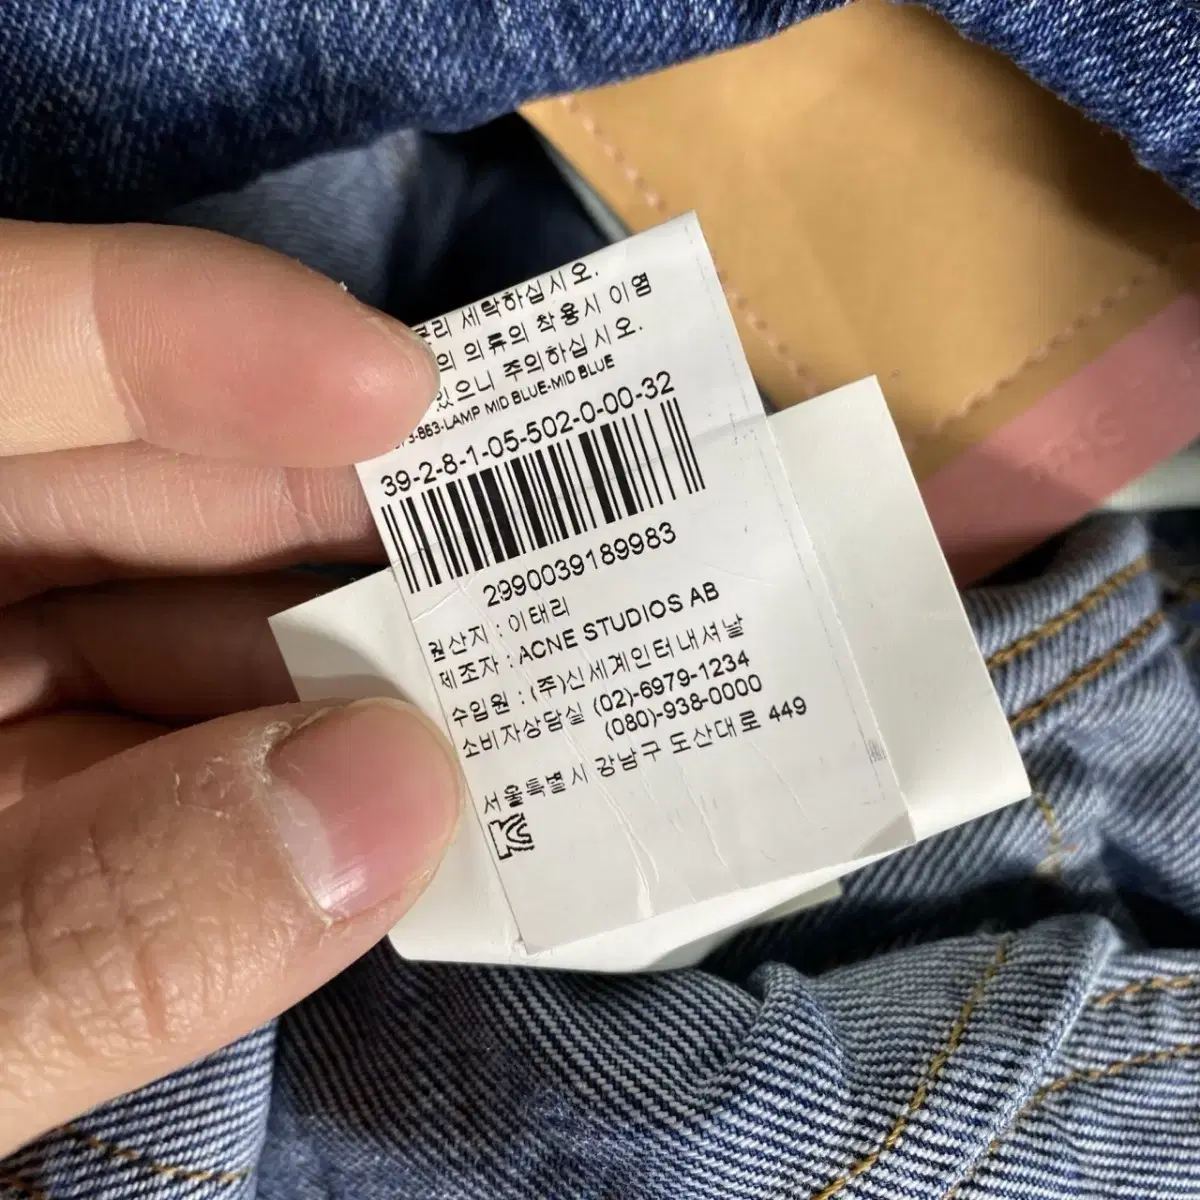 세탁하십시오.
의 의류의 착용시 이염
있으니 주의하십시오.
863-LAMP MID BLUE-MID BLUE
39-2-8-1-05-502-0-00-32
2990039189983
원산지 : 이태리
제조자 : ACNE STUDIOS AB
수입원 : (주)신세계인터내셔날
소비자상담실 (02)-6979-1234
(080)-938-0000
서울특별시 강남구 도산대로 449